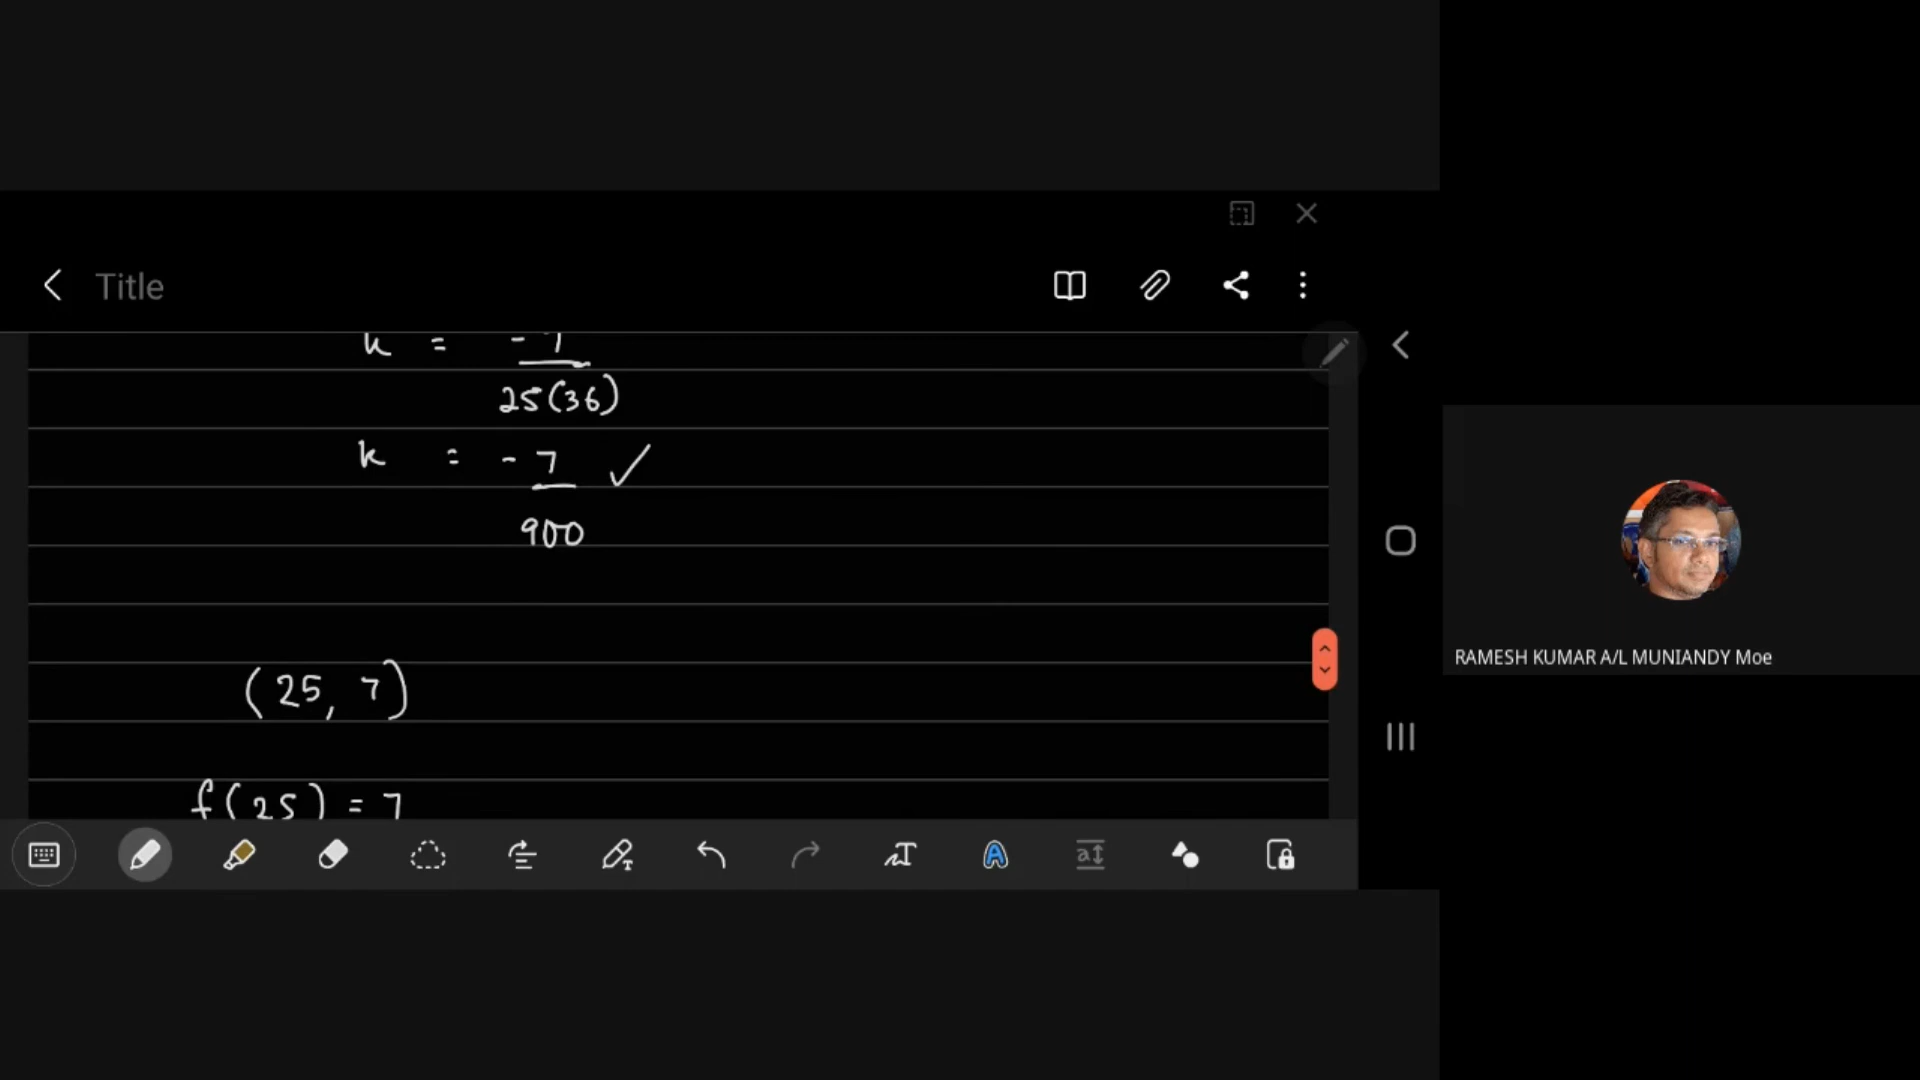 Title
k = - 7
25(36)
k = - 7 ✓
900
(25, 7)
f(25) = 7
RAMESH KUMAR A/L MUNIANDY Moe